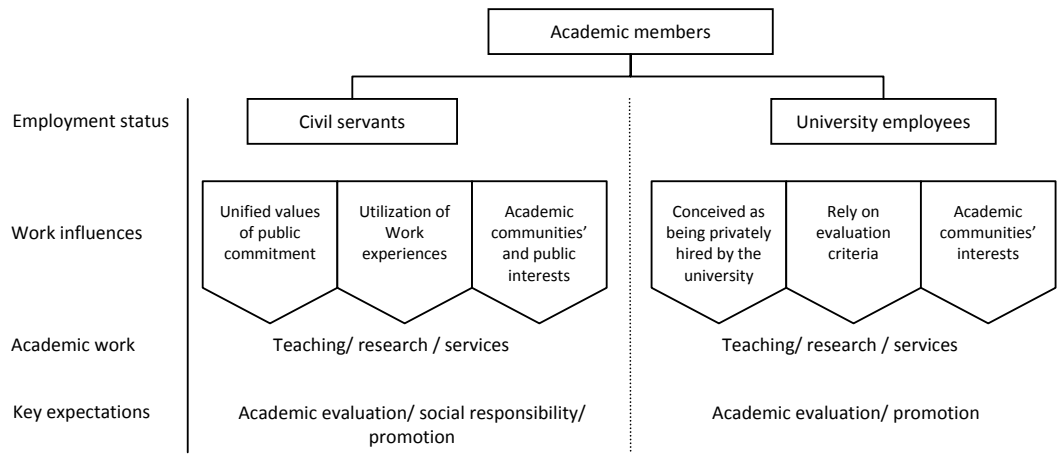 Academic members
Employment status
Civil servants
University employees
Work influences
Unified values
of public
commitment
Utilization of
Work
experiences
Academic
communities’
and public
interests
Conceived as
being privately
hired by the
university
Rely on
evaluation
criteria
Academic
communities’
interests
Academic work
Teaching/ research / services
Teaching/ research / services
Key expectations
Academic evaluation/ social responsibility/
promotion
Academic evaluation/ promotion